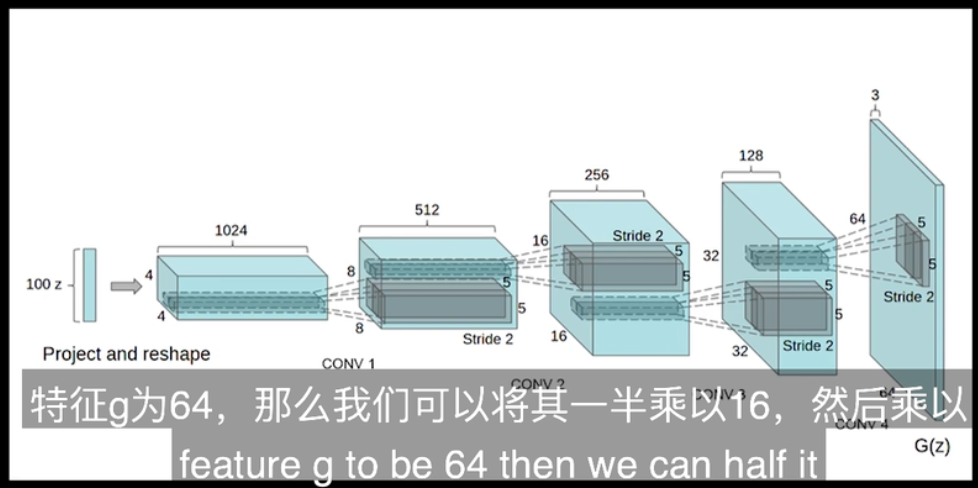 3
128
256
512
1024
100 z
4
4
8
8
5
5
Stride 2
16
16
Stride 2
5
5
32
32
5
5
Stride 2
64
5
5
Stride 2
64
Project and reshape
CONV 1
CONV 2
CONV 3
CONV 4
G(z)
特征g为64，那么我们可以将其一半乘以16，然后乘以
feature g to be 64 then we can half it